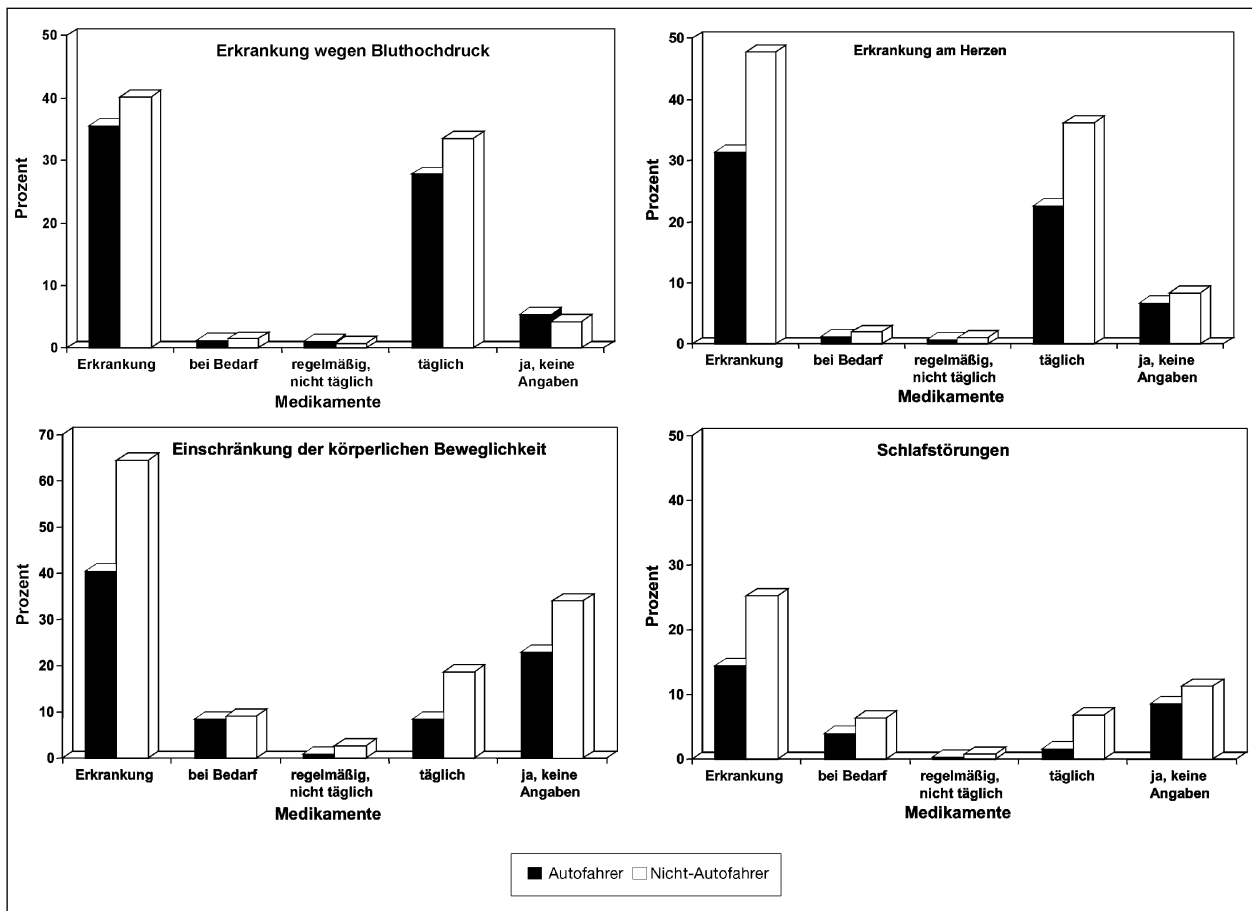 Erkrankung wegen Bluthochdruck
Prozent
50
40
30
20
10
0
Erkrankung
bei Bedarf
regelmäßig,
nicht täglich
täglich
ja, keine
Angaben
Medikamente
Erkrankung am Herzen
Prozent
50
40
30
20
10
0
Erkrankung
bei Bedarf
regelmäßig,
nicht täglich
täglich
ja, keine
Angaben
Medikamente
Einschränkung der körperlichen Beweglichkeit
Prozent
70
60
50
40
30
20
10
0
Erkrankung
bei Bedarf
regelmäßig,
nicht täglich
täglich
ja, keine
Angaben
Medikamente
Schlafstörungen
Prozent
50
40
30
20
10
0
Erkrankung
bei Bedarf
regelmäßig,
nicht täglich
täglich
ja, keine
Angaben
Medikamente
Autofahrer Nicht-Autofahrer